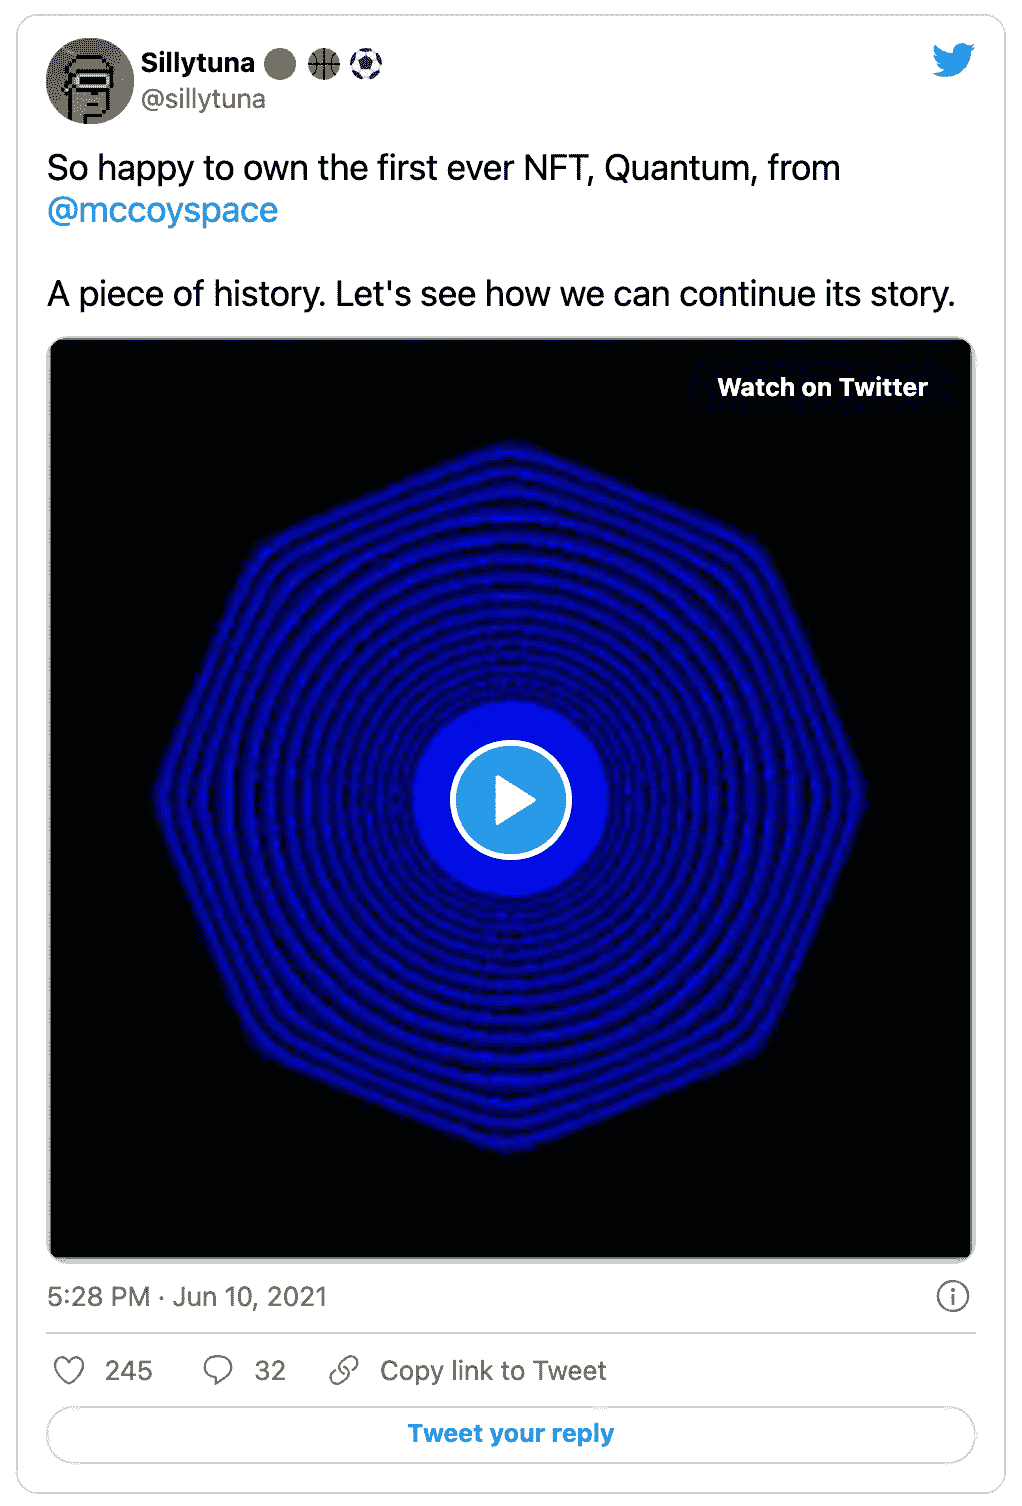 Sillytuna
@sillytuna
So happy to own the first ever NFT, Quantum, from
@mccoyspace
A piece of history. Let's see how we can continue its story.
Watch on Twitter
5:28 PM · Jun 10, 2021
245 32 Copy link to Tweet
Tweet your reply